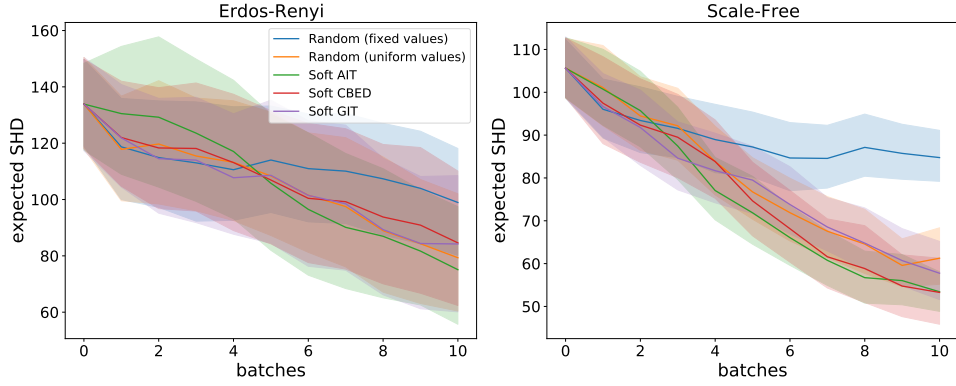 Erdos-Renyi
160
140
120
100
80
60
expected SHD
0
2
4
6
8
10
batches
Random (fixed values)
Random (uniform values)
Soft AIT
Soft CBED
Soft GIT
Scale-Free
110
100
90
80
70
60
50
expected SHD
0
2
4
6
8
10
batches